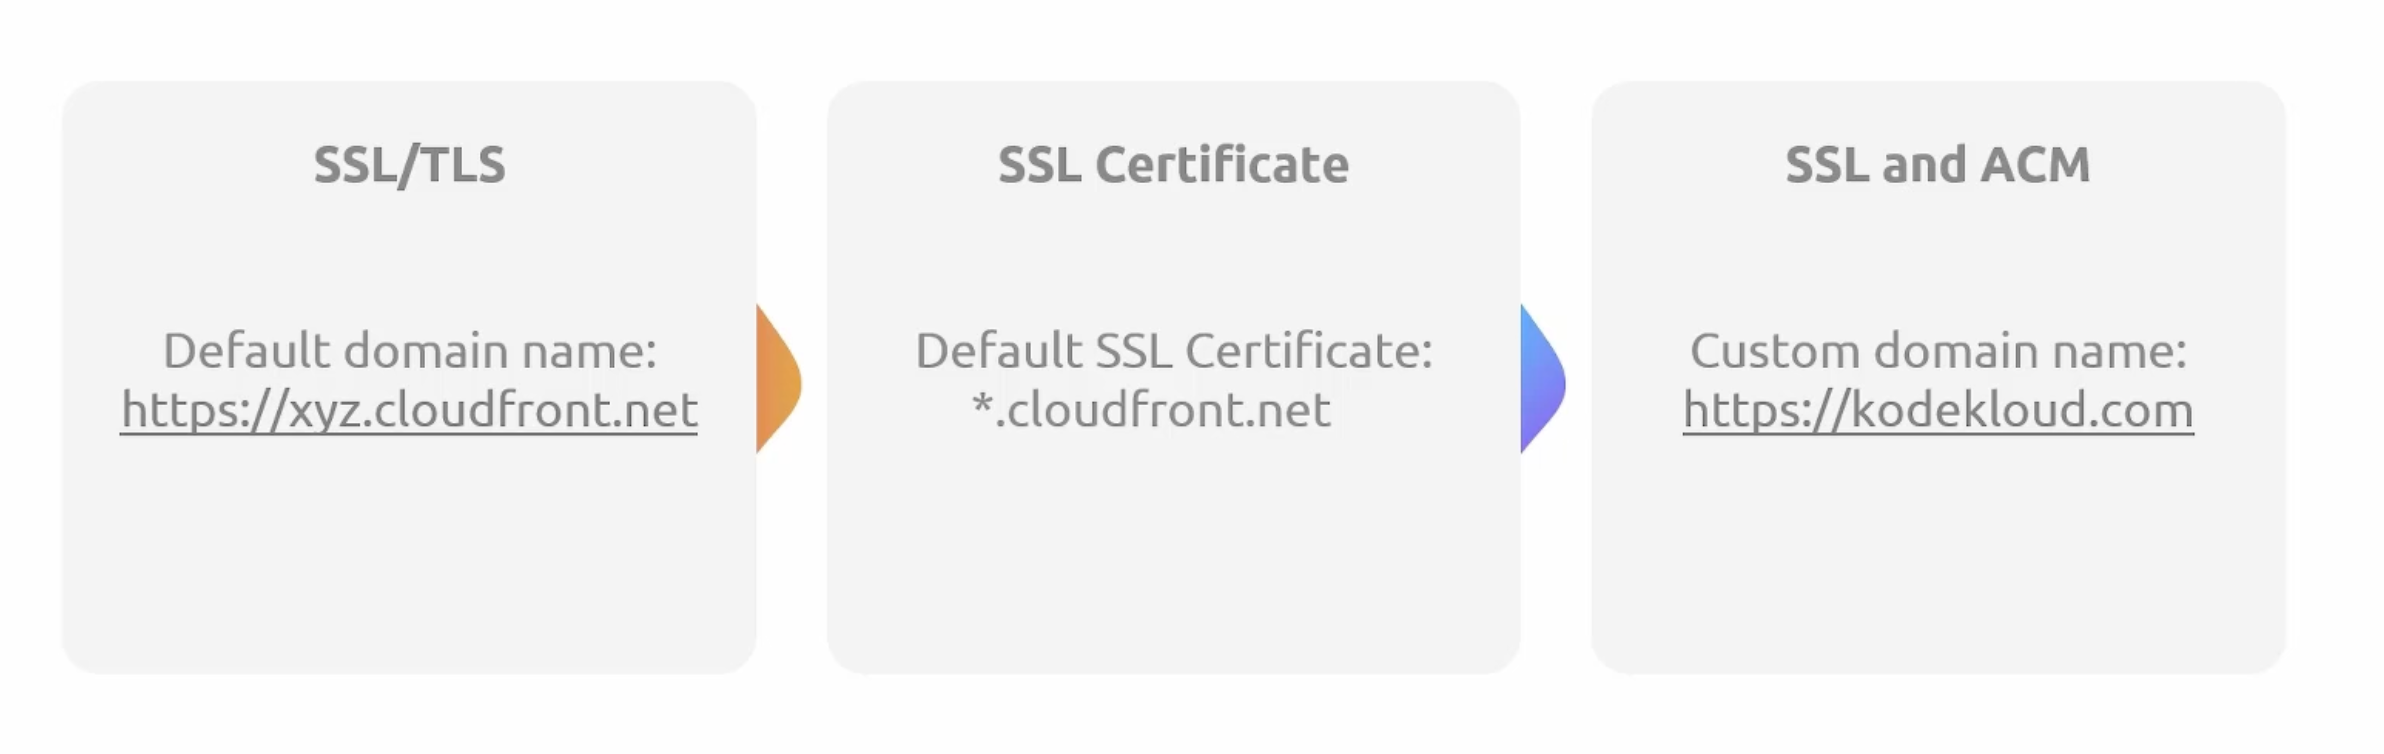 SSL/TLS
Default domain name:
https://xyz.cloudfront.net
SSL Certificate
Default SSL Certificate:
*.cloudfront.net
SSL and ACM
Custom domain name:
https://kodekloud.com